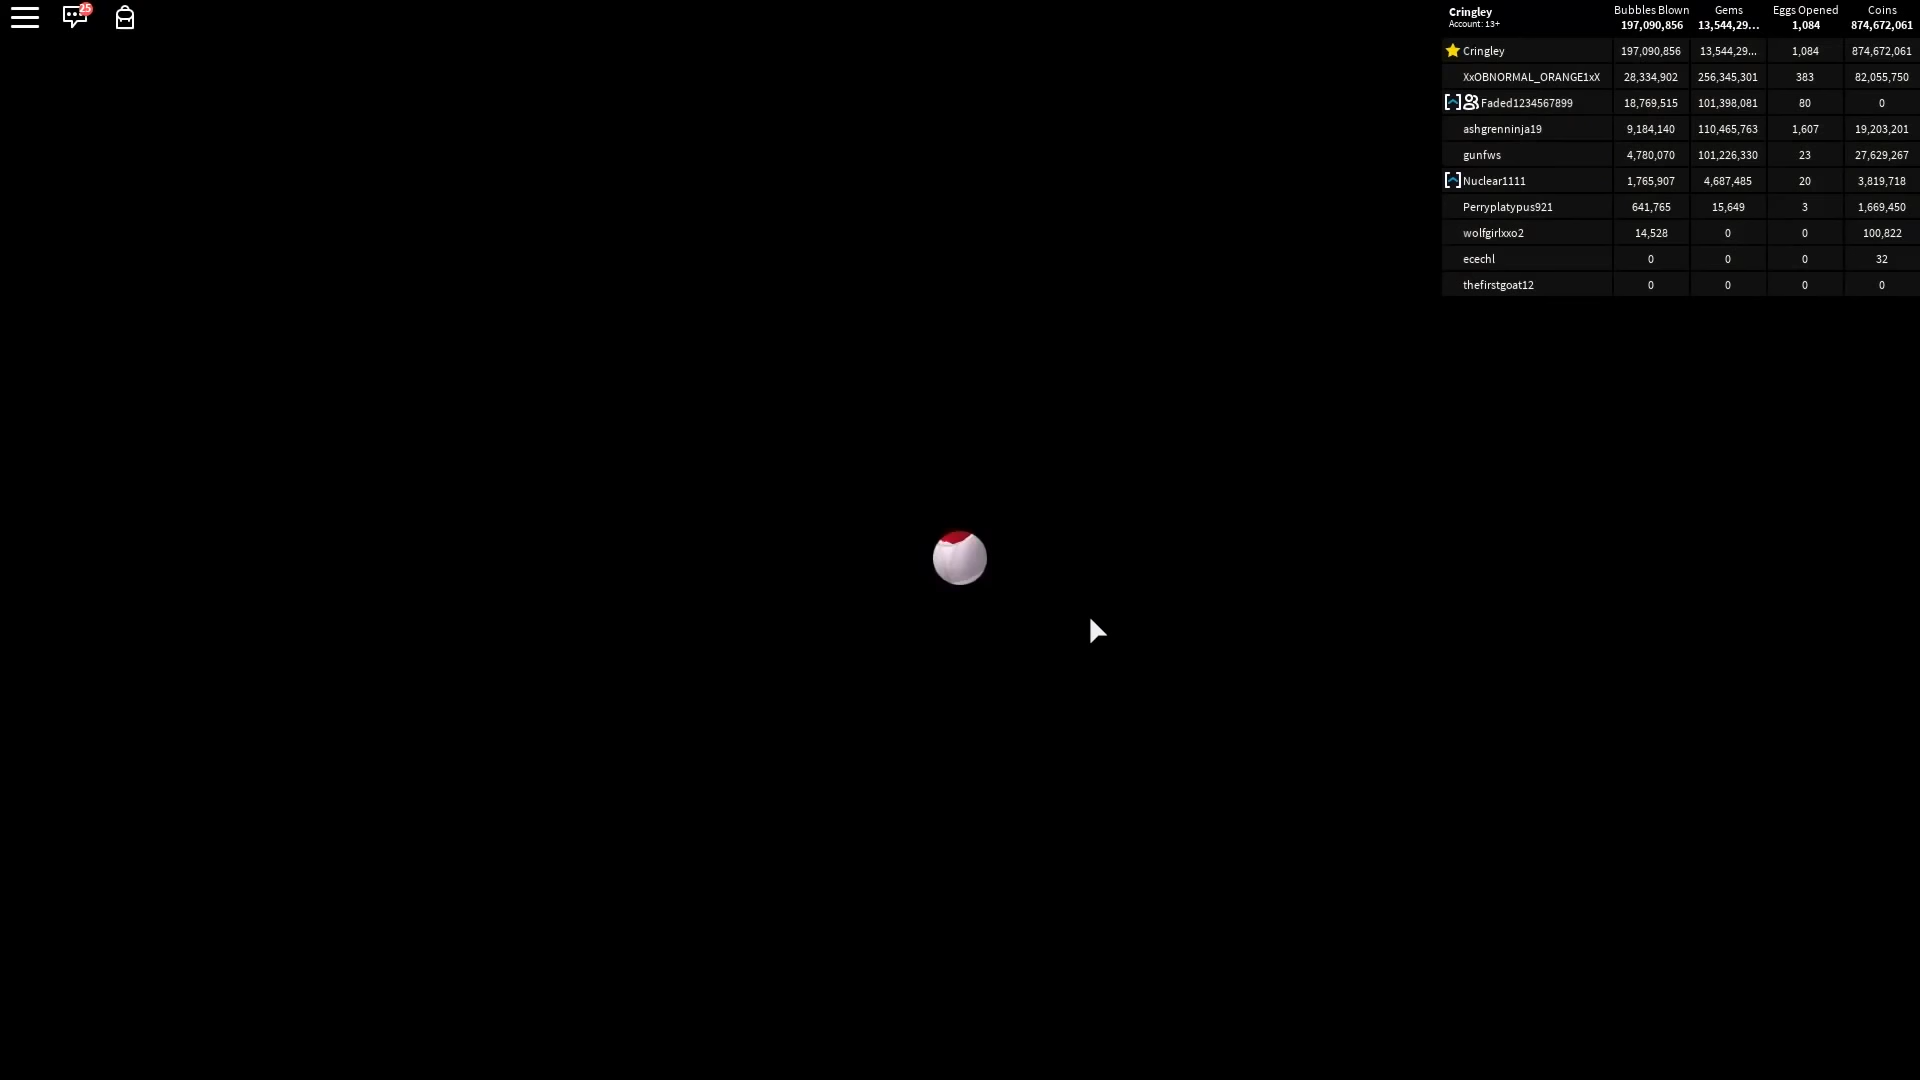 25
Cringley Bubbles Blown Gems Eggs Opened Coins
Account: 13+ 197,090,856 13,544,29... 1,084 874,672,061
Cringley 197,090,856 13,544,29... 1,084 874,672,061
XxOBNORMAL_ORANGE1xX 28,334,902 256,345,301 383 82,055,750
Faded1234567899 18,769,515 101,398,081 80 0
ashgrenninja19 9,184,140 110,465,763 1,607 19,203,201
gunfws 4,780,070 101,226,330 23 27,629,267
Nuclear1111 1,765,907 4,687,485 20 3,819,718
Perryplatypus921 641,765 15,649 3 1,669,450
wolfgirlxxo2 14,528 0 0 100,822
ecechl 0 0 0 32
thefirstgoat12 0 0 0 0